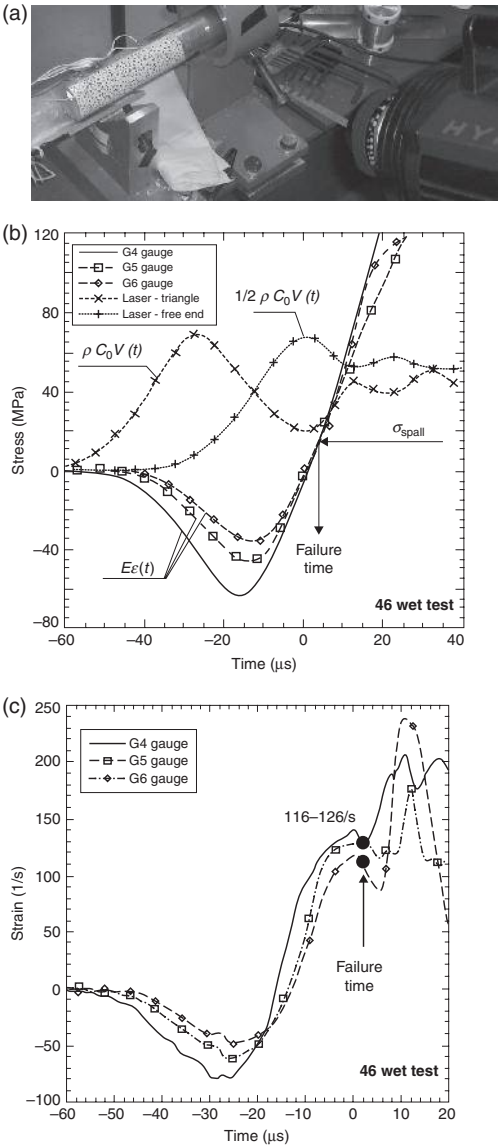 (a)
HY
(b)
120
80
40
0
−40
−80
−60
−40
−20
0
20
40
Stress (MPa)
Time (μs)
G4 gauge
G5 gauge
G6 gauge
Laser - triangle
Laser - free end
1/2 ρ C0V (t)
ρ C0V (t)
σspall
Failure
time
Eε(t)
46 wet test
(c)
250
200
150
100
50
0
−50
−100
−60
−50
−40
−30
−20
−10
0
10
20
Strain (1/s)
Time (μs)
G4 gauge
G5 gauge
G6 gauge
116–126/s
Failure
time
46 wet test